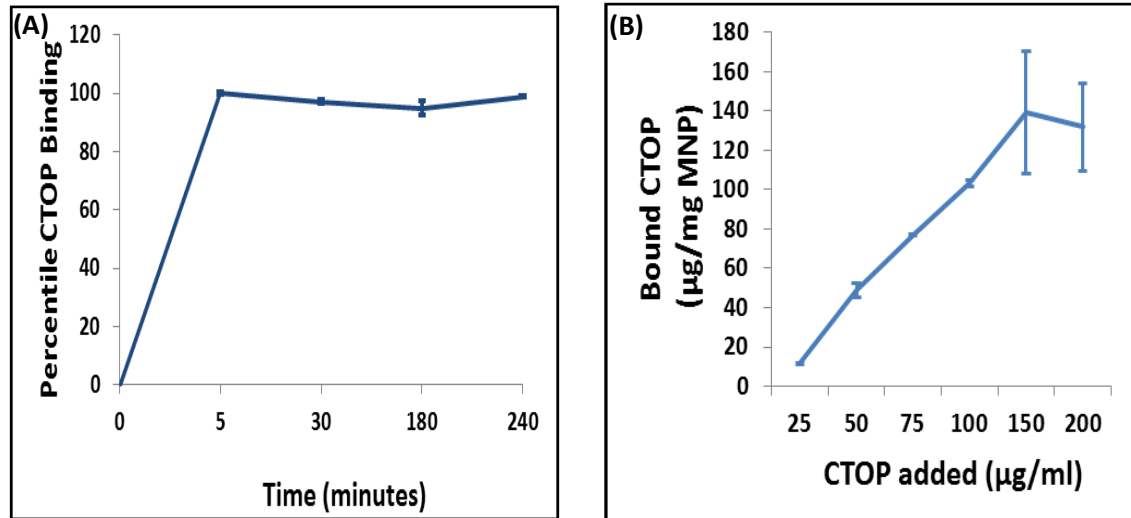 (A)
Percentile CTOP Binding
120
100
80
60
40
20
0
0 5 30 180 240
Time (minutes)
(B)
Bound CTOP
(µg/mg MNP)
180
160
140
120
100
80
60
40
20
0
25 50 75 100 150 200
CTOP added (µg/ml)